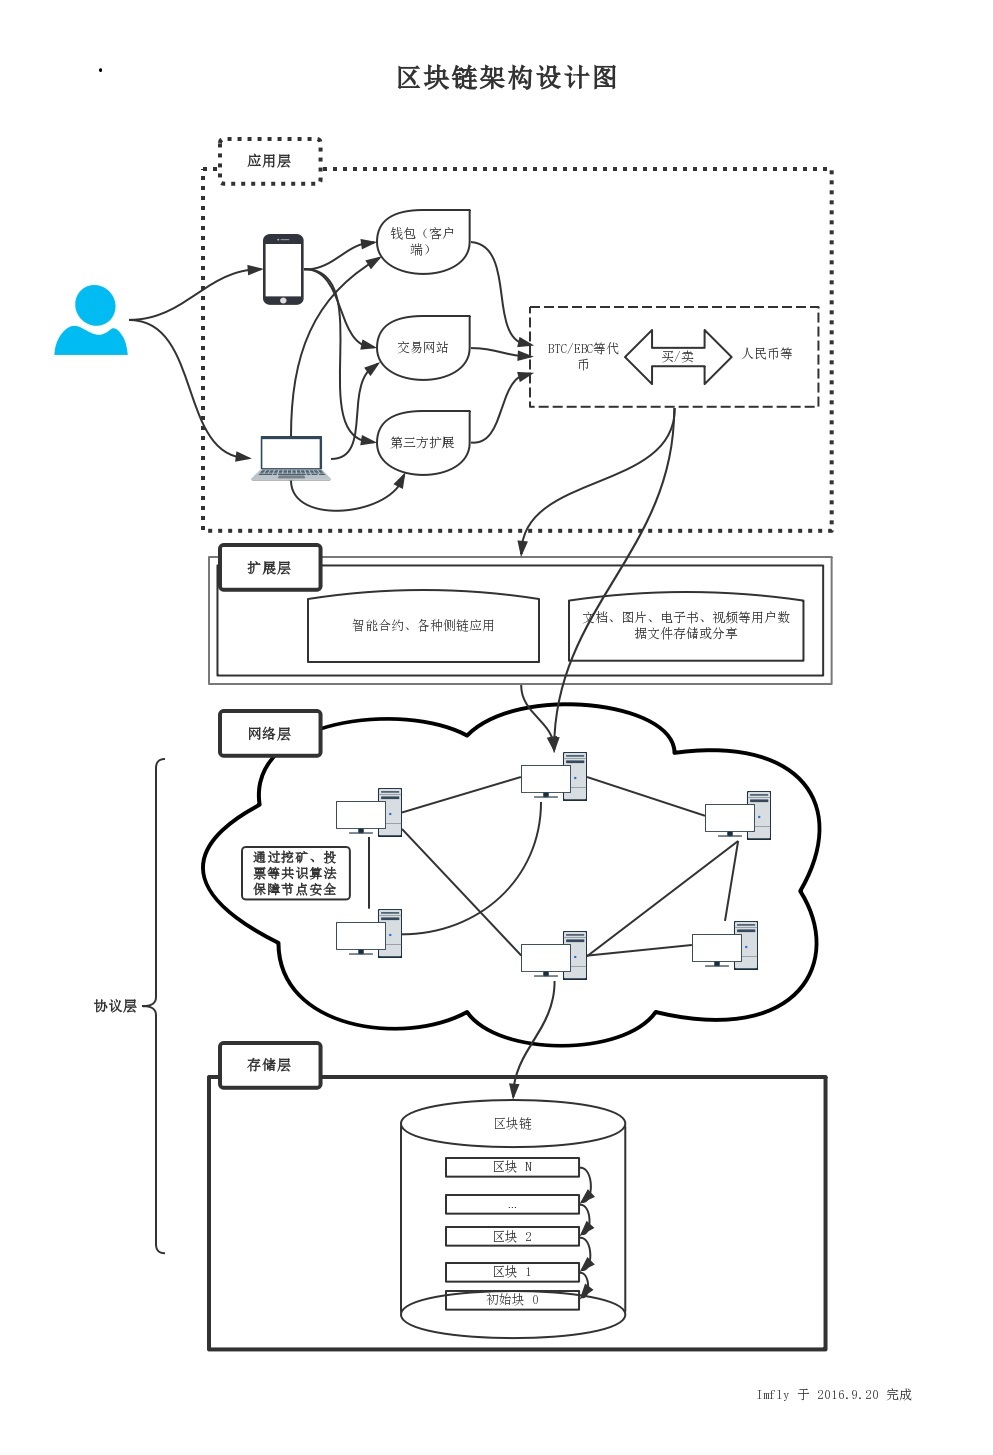 区块链架构设计图
应用层
钱包（客户
端）
交易网站
第三方扩展
BTC/EBC等代
币
买/卖
人民币等
扩展层
智能合约、各种侧链应用
文档、图片、电子书、视频等用户数
据文件存储或分享
网络层
通过挖矿、投
票等共识算法
保障节点安全
协议层
存储层
区块链
区块 N
...
区块 2
区块 1
初始块 0
Imfly 于 2016.9.20 完成